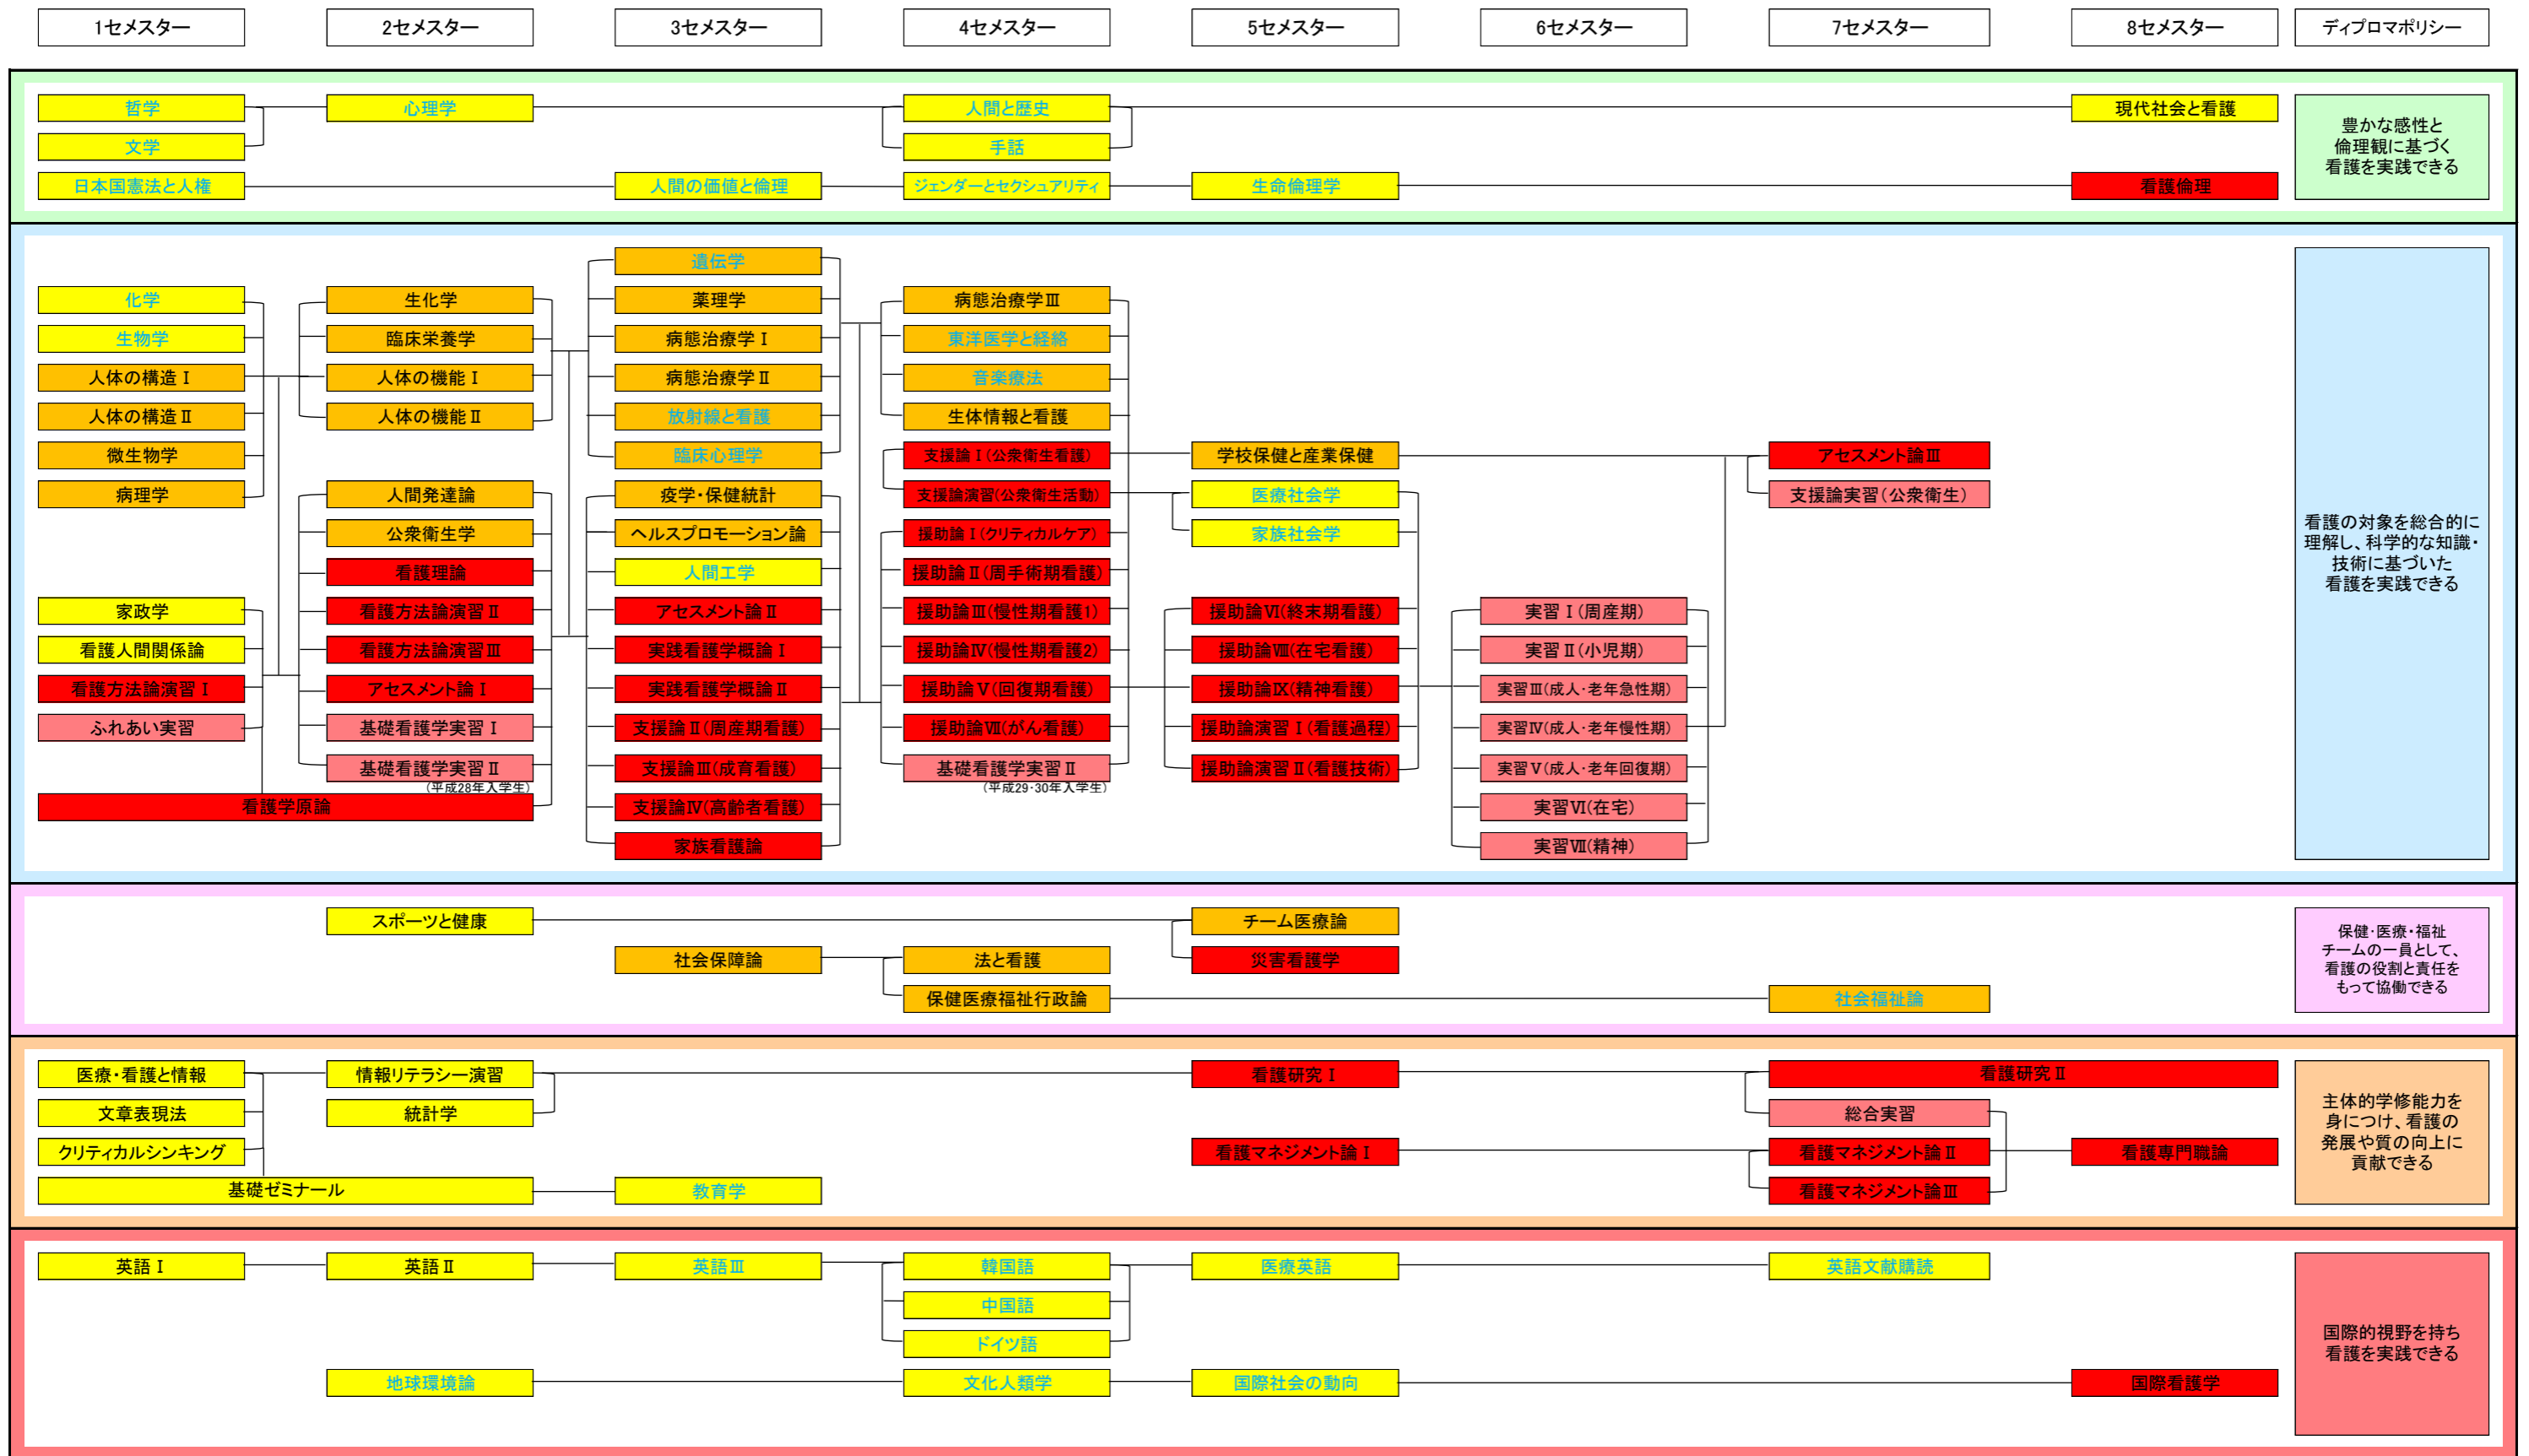 1セメスター
2セメスター
3セメスター
4セメスター
5セメスター
6セメスター
7セメスター
8セメスター
ディプロマポリシー
哲学
心理学
人間と歴史
現代社会と看護
文学
手話
日本国憲法と人権
人間の価値と倫理
ジェンダーとセクシュアリティ
生命倫理学
看護倫理
豊かな感性と
倫理観に基づく
看護を実践できる
遺伝学
化学
生化学
薬理学
病態治療学Ⅲ
生物学
臨床栄養学
病態治療学Ⅰ
東洋医学と経絡
人体の構造Ⅰ
人体の機能Ⅰ
病態治療学Ⅱ
音楽療法
人体の構造Ⅱ
人体の機能Ⅱ
放射線と看護
生体情報と看護
微生物学
臨床心理学
支援論Ⅰ(公衆衛生看護)
学校保健と産業保健
アセスメント論Ⅲ
病理学
人間発達論
疫学・保健統計
支援論演習(公衆衛生活動)
医療社会学
支援論実習(公衆衛生)
公衆衛生学
ヘルスプロモーション論
援助論Ⅰ(クリティカルケア)
家族社会学
看護理論
人間工学
援助論Ⅱ(周手術期看護)
家政学
看護方法論演習Ⅱ
アセスメント論Ⅱ
援助論Ⅲ(慢性期看護1)
援助論Ⅵ(終末期看護)
実習Ⅰ(周産期)
看護人間関係論
看護方法論演習Ⅲ
実践看護学概論Ⅰ
援助論Ⅳ(慢性期看護2)
援助論Ⅷ(在宅看護)
実習Ⅱ(小児期)
看護方法論演習Ⅰ
アセスメント論Ⅰ
実践看護学概論Ⅱ
援助論Ⅴ(回復期看護)
援助論Ⅸ(精神看護)
実習Ⅲ(成人・老年急性期)
ふれあい実習
基礎看護学実習Ⅰ
支援論Ⅱ(周産期看護)
援助論Ⅶ(がん看護)
援助論演習Ⅰ(看護過程)
実習Ⅳ(成人・老年慢性期)
基礎看護学実習Ⅱ
(平成28年入学生)
支援論Ⅲ(成育看護)
基礎看護学実習Ⅱ
(平成29・30年入学生)
援助論演習Ⅱ(看護技術)
実習Ⅴ(成人・老年回復期)
看護学原論
支援論Ⅳ(高齢者看護)
実習Ⅵ(在宅)
家族看護論
実習Ⅶ(精神)
看護の対象を総合的に
理解し、科学的な知識・
技術に基づいた
看護を実践できる
スポーツと健康
チーム医療論
社会保障論
法と看護
災害看護学
保健医療福祉行政論
社会福祉論
保健・医療・福祉
チームの一員として、
看護の役割と責任を
もって協働できる
医療・看護と情報
情報リテラシー演習
看護研究Ⅰ
看護研究Ⅱ
文章表現法
統計学
総合実習
クリティカルシンキング
看護マネジメント論Ⅰ
看護マネジメント論Ⅱ
看護専門職論
基礎ゼミナール
教育学
看護マネジメント論Ⅲ
主体的学修能力を
身につけ、看護の
発展や質の向上に
貢献できる
英語Ⅰ
英語Ⅱ
英語Ⅲ
韓国語
医療英語
英語文献購読
中国語
ドイツ語
地球環境論
文化人類学
国際社会の動向
国際看護学
国際的視野を持ち
看護を実践できる